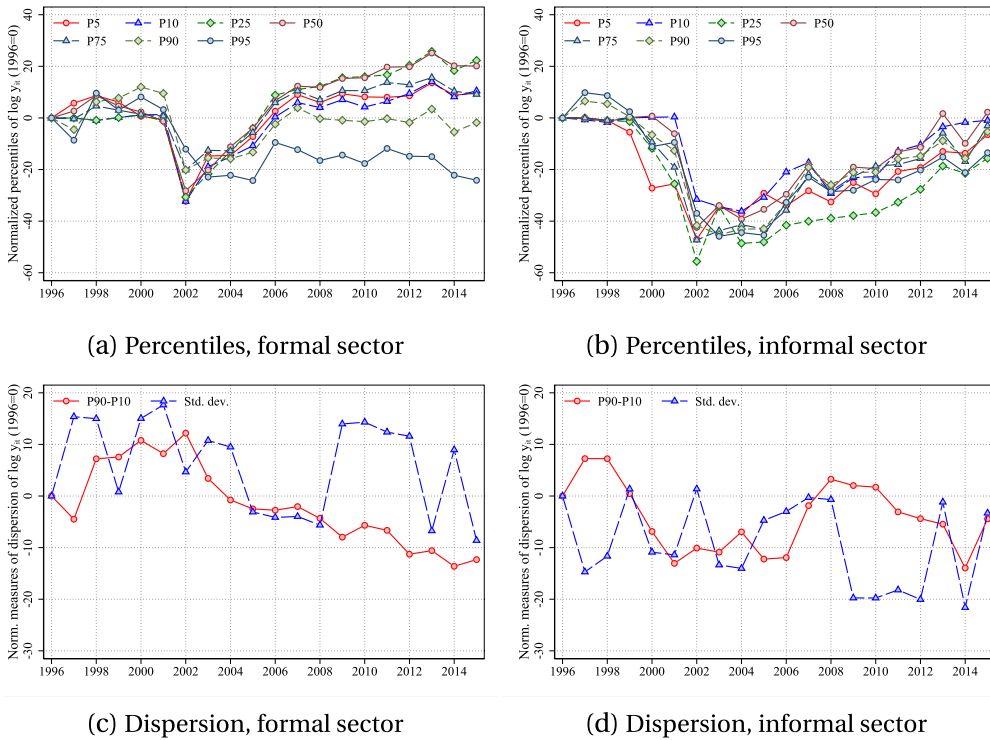 Normalized percentiles of log y_it (1996=0)
40
20
0
-20
-40
-60
P5 P10 P25 P50
P75 P90 P95
1996 1998 2000 2002 2004 2006 2008 2010 2012 2014
(a) Percentiles, formal sector
Normalized percentiles of log y_it (1996=0)
40
20
0
-20
-40
-60
P5 P10 P25 P50
P75 P90 P95
1996 1998 2000 2002 2004 2006 2008 2010 2012 2014
(b) Percentiles, informal sector
Norm. measures of dispersion of log y_it (1996=0)
20
10
0
-10
-20
-30
P90-P10 Std. dev.
1996 1998 2000 2002 2004 2006 2008 2010 2012 2014
(c) Dispersion, formal sector
Norm. measures of dispersion of log y_it (1996=0)
20
10
0
-10
-20
-30
P90-P10 Std. dev.
1996 1998 2000 2002 2004 2006 2008 2010 2012 2014
(d) Dispersion, informal sector